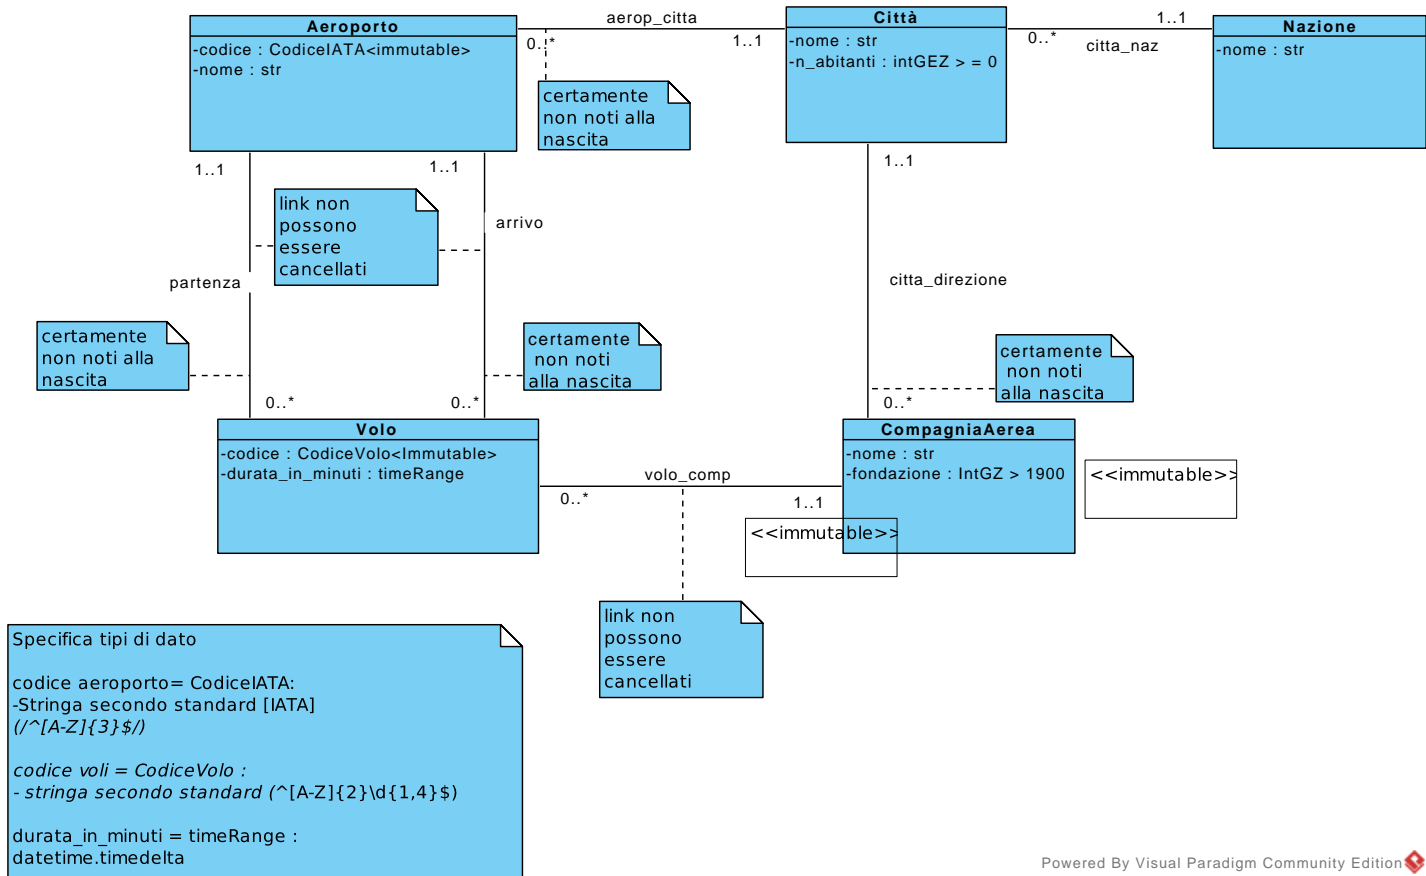 Aeroporto
-codice : CodiceIATA<immutable>
-nome : str
aerop_citta
0..*
1..1
Città
-nome : str
-n_abitanti : intGEZ > = 0
0..*
1..1
citta_naz
Nazione
-nome : str
certamente
non noti alla
nascita
1..1
1..1
1..1
link non
possono
essere
cancellati
arrivo
partenza
citta_direzione
certamente
non noti alla
nascita
certamente
non noti
alla nascita
certamente
non noti
alla nascita
0..*
0..*
0..*
Volo
-codice : CodiceVolo<Immutable>
-durata_in_minuti : timeRange
volo_comp
0..*
1..1
CompagniaAerea
-nome : str
-fondazione : IntGZ > 1900
<<immutable>>
<<immutable>>
link non
possono
essere
cancellati
Specifica tipi di dato
codice aeroporto= CodiceIATA:
-Stringa secondo standard [IATA]
(/^[A-Z]{3}$/)
codice voli = CodiceVolo :
- stringa secondo standard (^[A-Z]{2}\d{1,4}$)
durata_in_minuti = timeRange :
datetime.timedelta
Powered By Visual Paradigm Community Edition